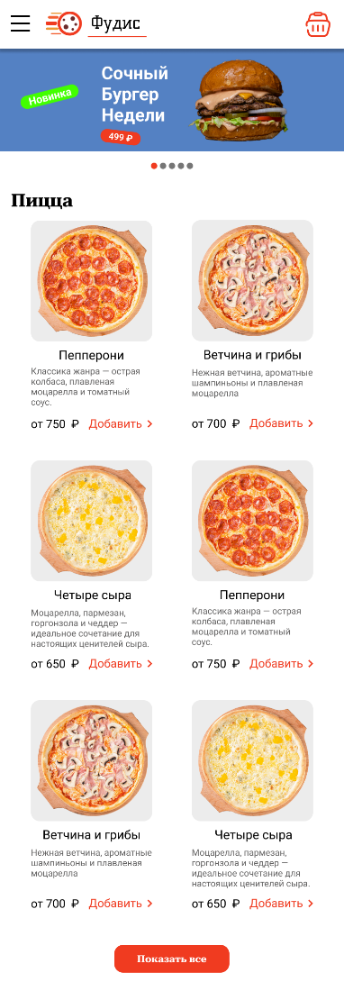 Фудис
Новинка
Сочный
Бургер
Недели
499 ₽
Пицца
Пепперони
Классика жанра — острая
колбаса, плавленая
моцарелла и томатный
соус.
от 750 ₽ Добавить
Ветчина и грибы
Нежная ветчина, ароматные
шампиньоны и плавленая
моцарелла
от 700 ₽ Добавить
Четыре сыра
Моцарелла, пармезан,
горгонзола и чеддер —
идеальное сочетание для
настоящих ценителей сыра.
от 650 ₽ Добавить
Пепперони
Классика жанра — острая
колбаса, плавленая
моцарелла и томатный
соус.
от 750 ₽ Добавить
Ветчина и грибы
Нежная ветчина, ароматные
шампиньоны и плавленая
моцарелла
от 700 ₽ Добавить
Четыре сыра
Моцарелла, пармезан,
горгонзола и чеддер —
идеальное сочетание для
настоящих ценителей сыра.
от 650 ₽ Добавить
Показать все